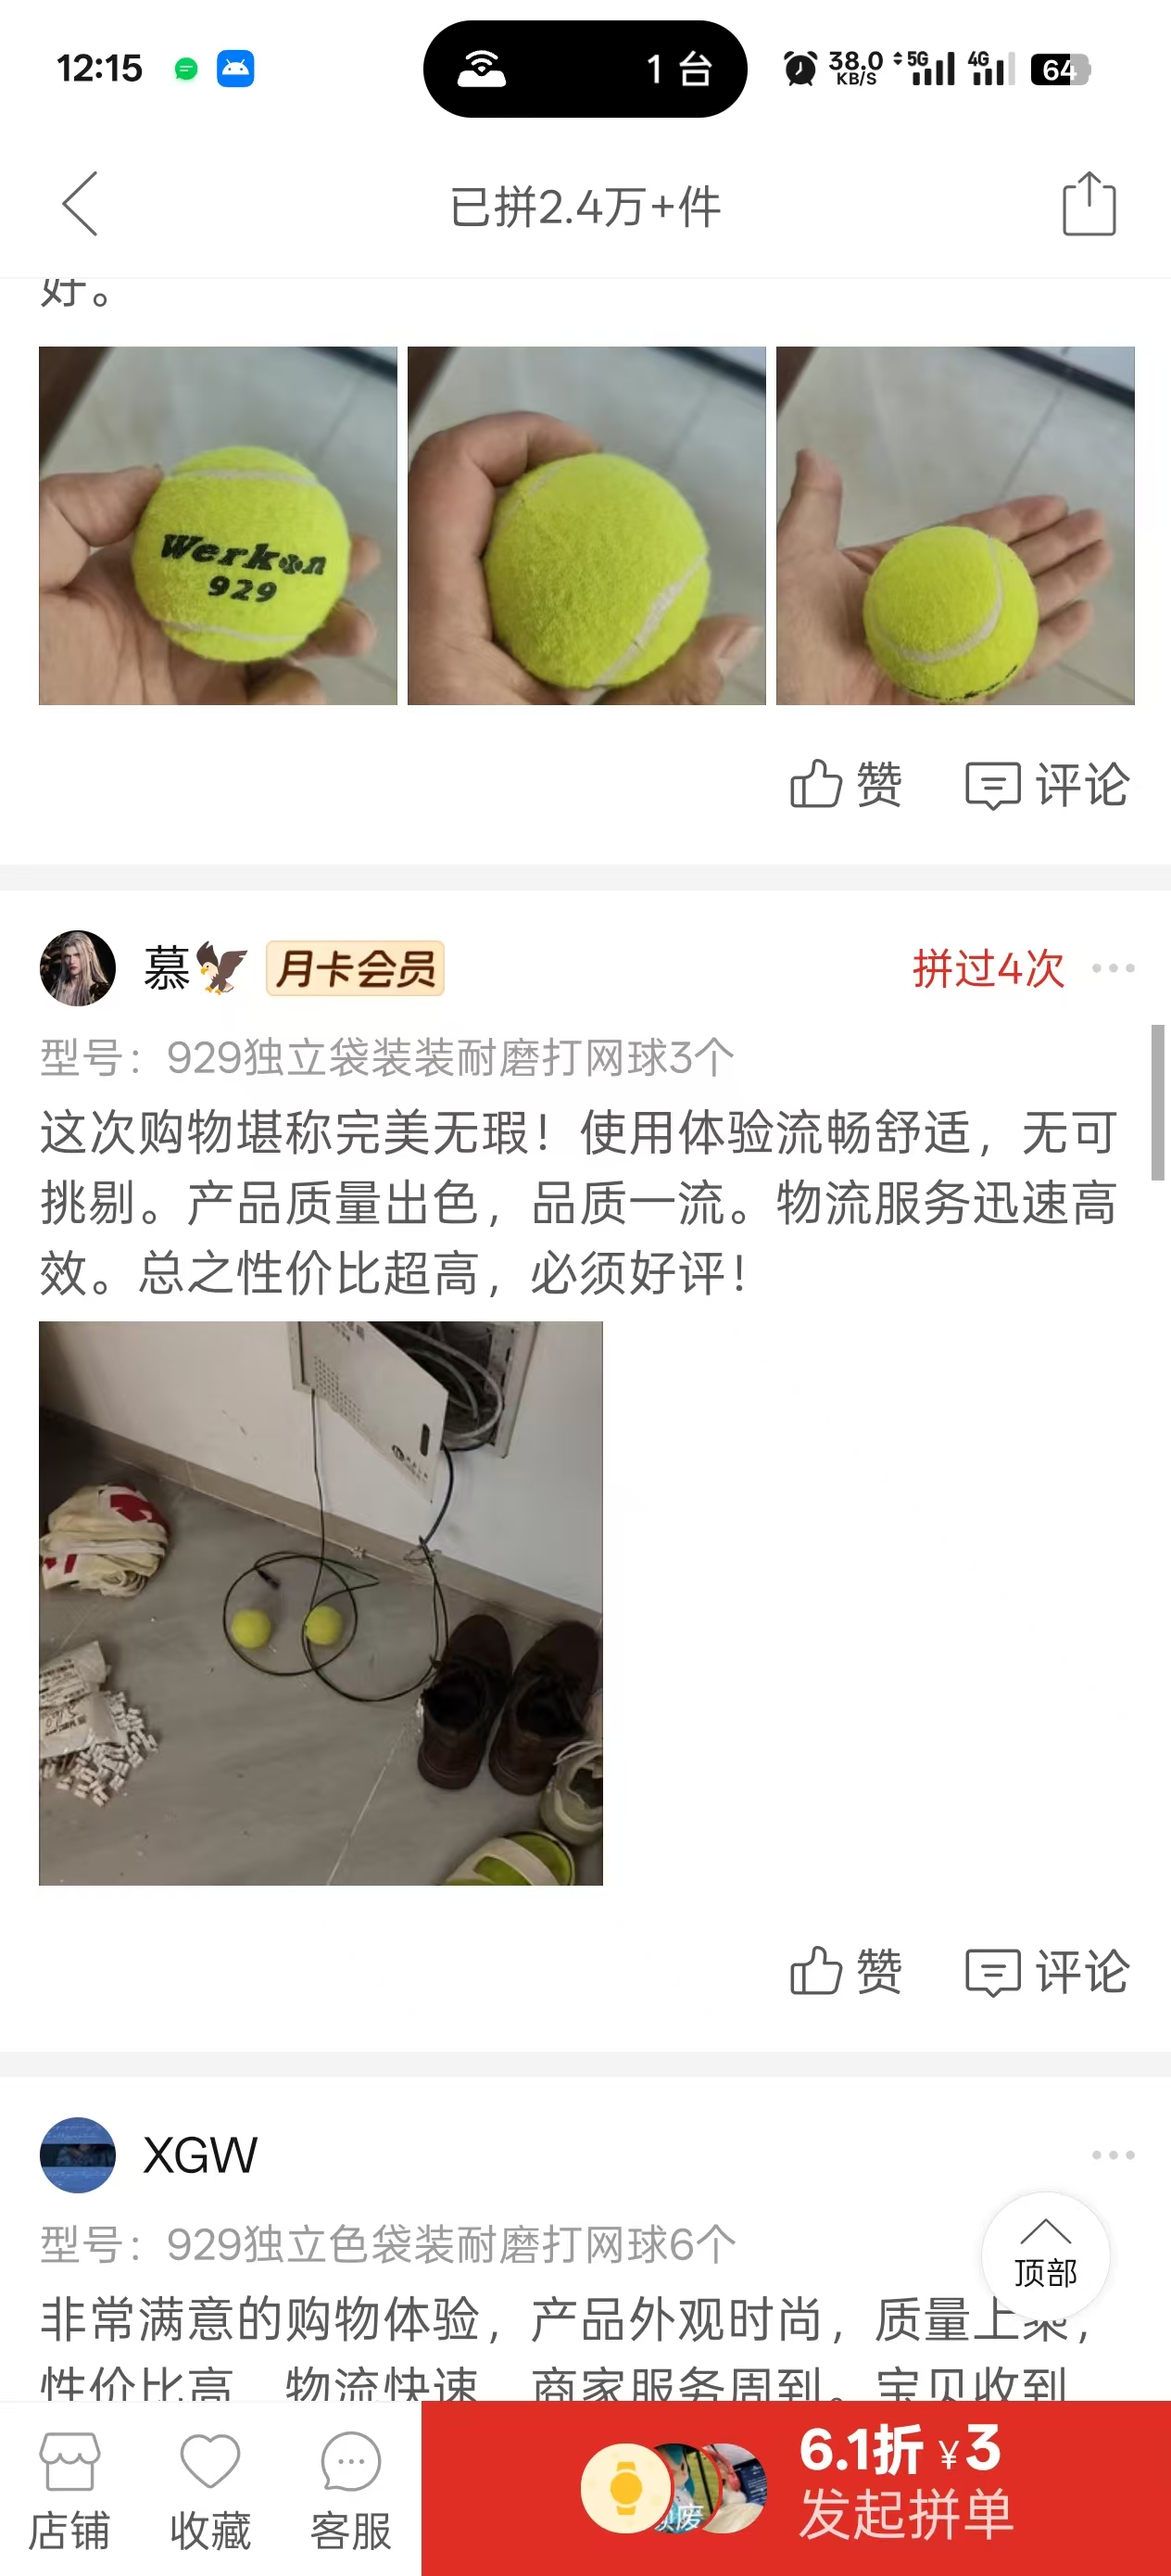 12:15
1 台
38.0 KB/S 5G 4G 64
已拼2.4万+件
好。
Werkon
929
赞 评论
慕🦅 月卡会员 拼过4次
型号：929独立袋装装耐磨打网球3个
这次购物堪称完美无瑕！使用体验流畅舒适，无可
挑剔。产品质量出色，品质一流。物流服务迅速高
效。总之性价比超高，必须好评！
赞 评论
XGW
型号：929独立色袋装耐磨打网球6个
顶部
非常满意的购物体验，产品外观时尚，质量上乘，
性价比高 物流快速 商家服务周到。宝贝收到
6.1折 ¥3
发起拼单
店铺 收藏 客服